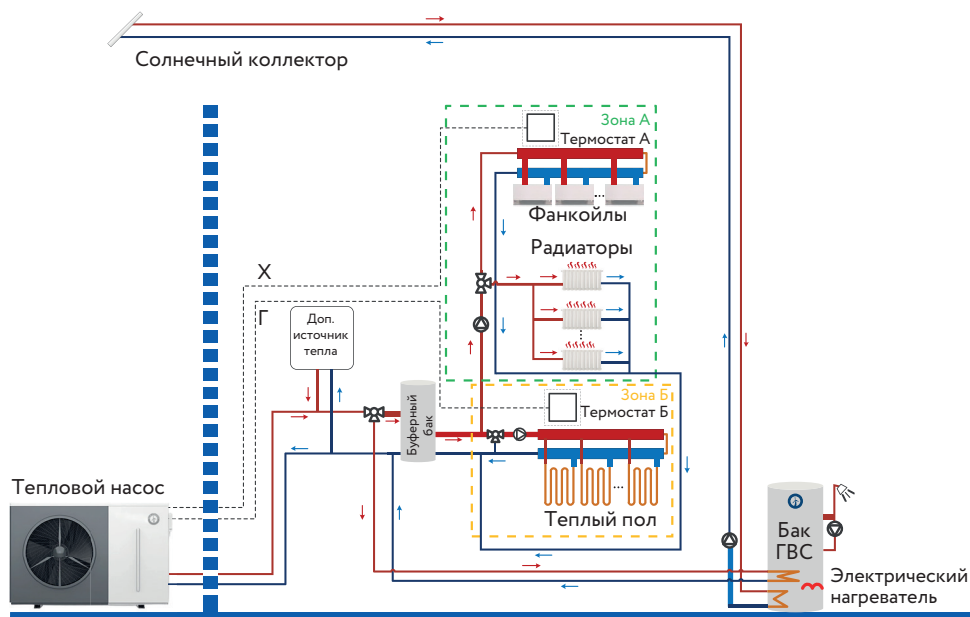 Солнечный коллектор
Зона А
Термостат А
Фанкойлы
Радиаторы
Х
Г
Доп.
источник
тепла
Буферный
бак
Зона Б
Термостат Б
Теплый пол
Тепловой насос
Бак
ГВС
Электрический
нагреватель